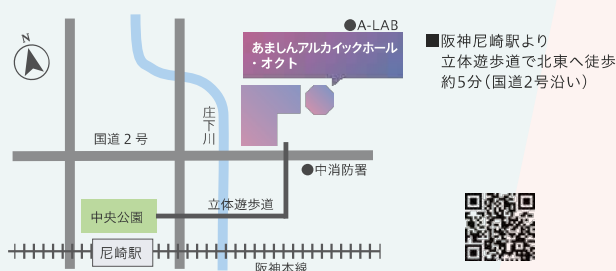 N
●A-LAB
あましんアルカイックホール
・オクト
庄下川
国道2号
●中消防署
立体遊歩道
中央公園
尼崎駅
阪神本線
■阪神尼崎駅より
立体遊歩道で北東へ徒歩
約5分(国道2号沿い)